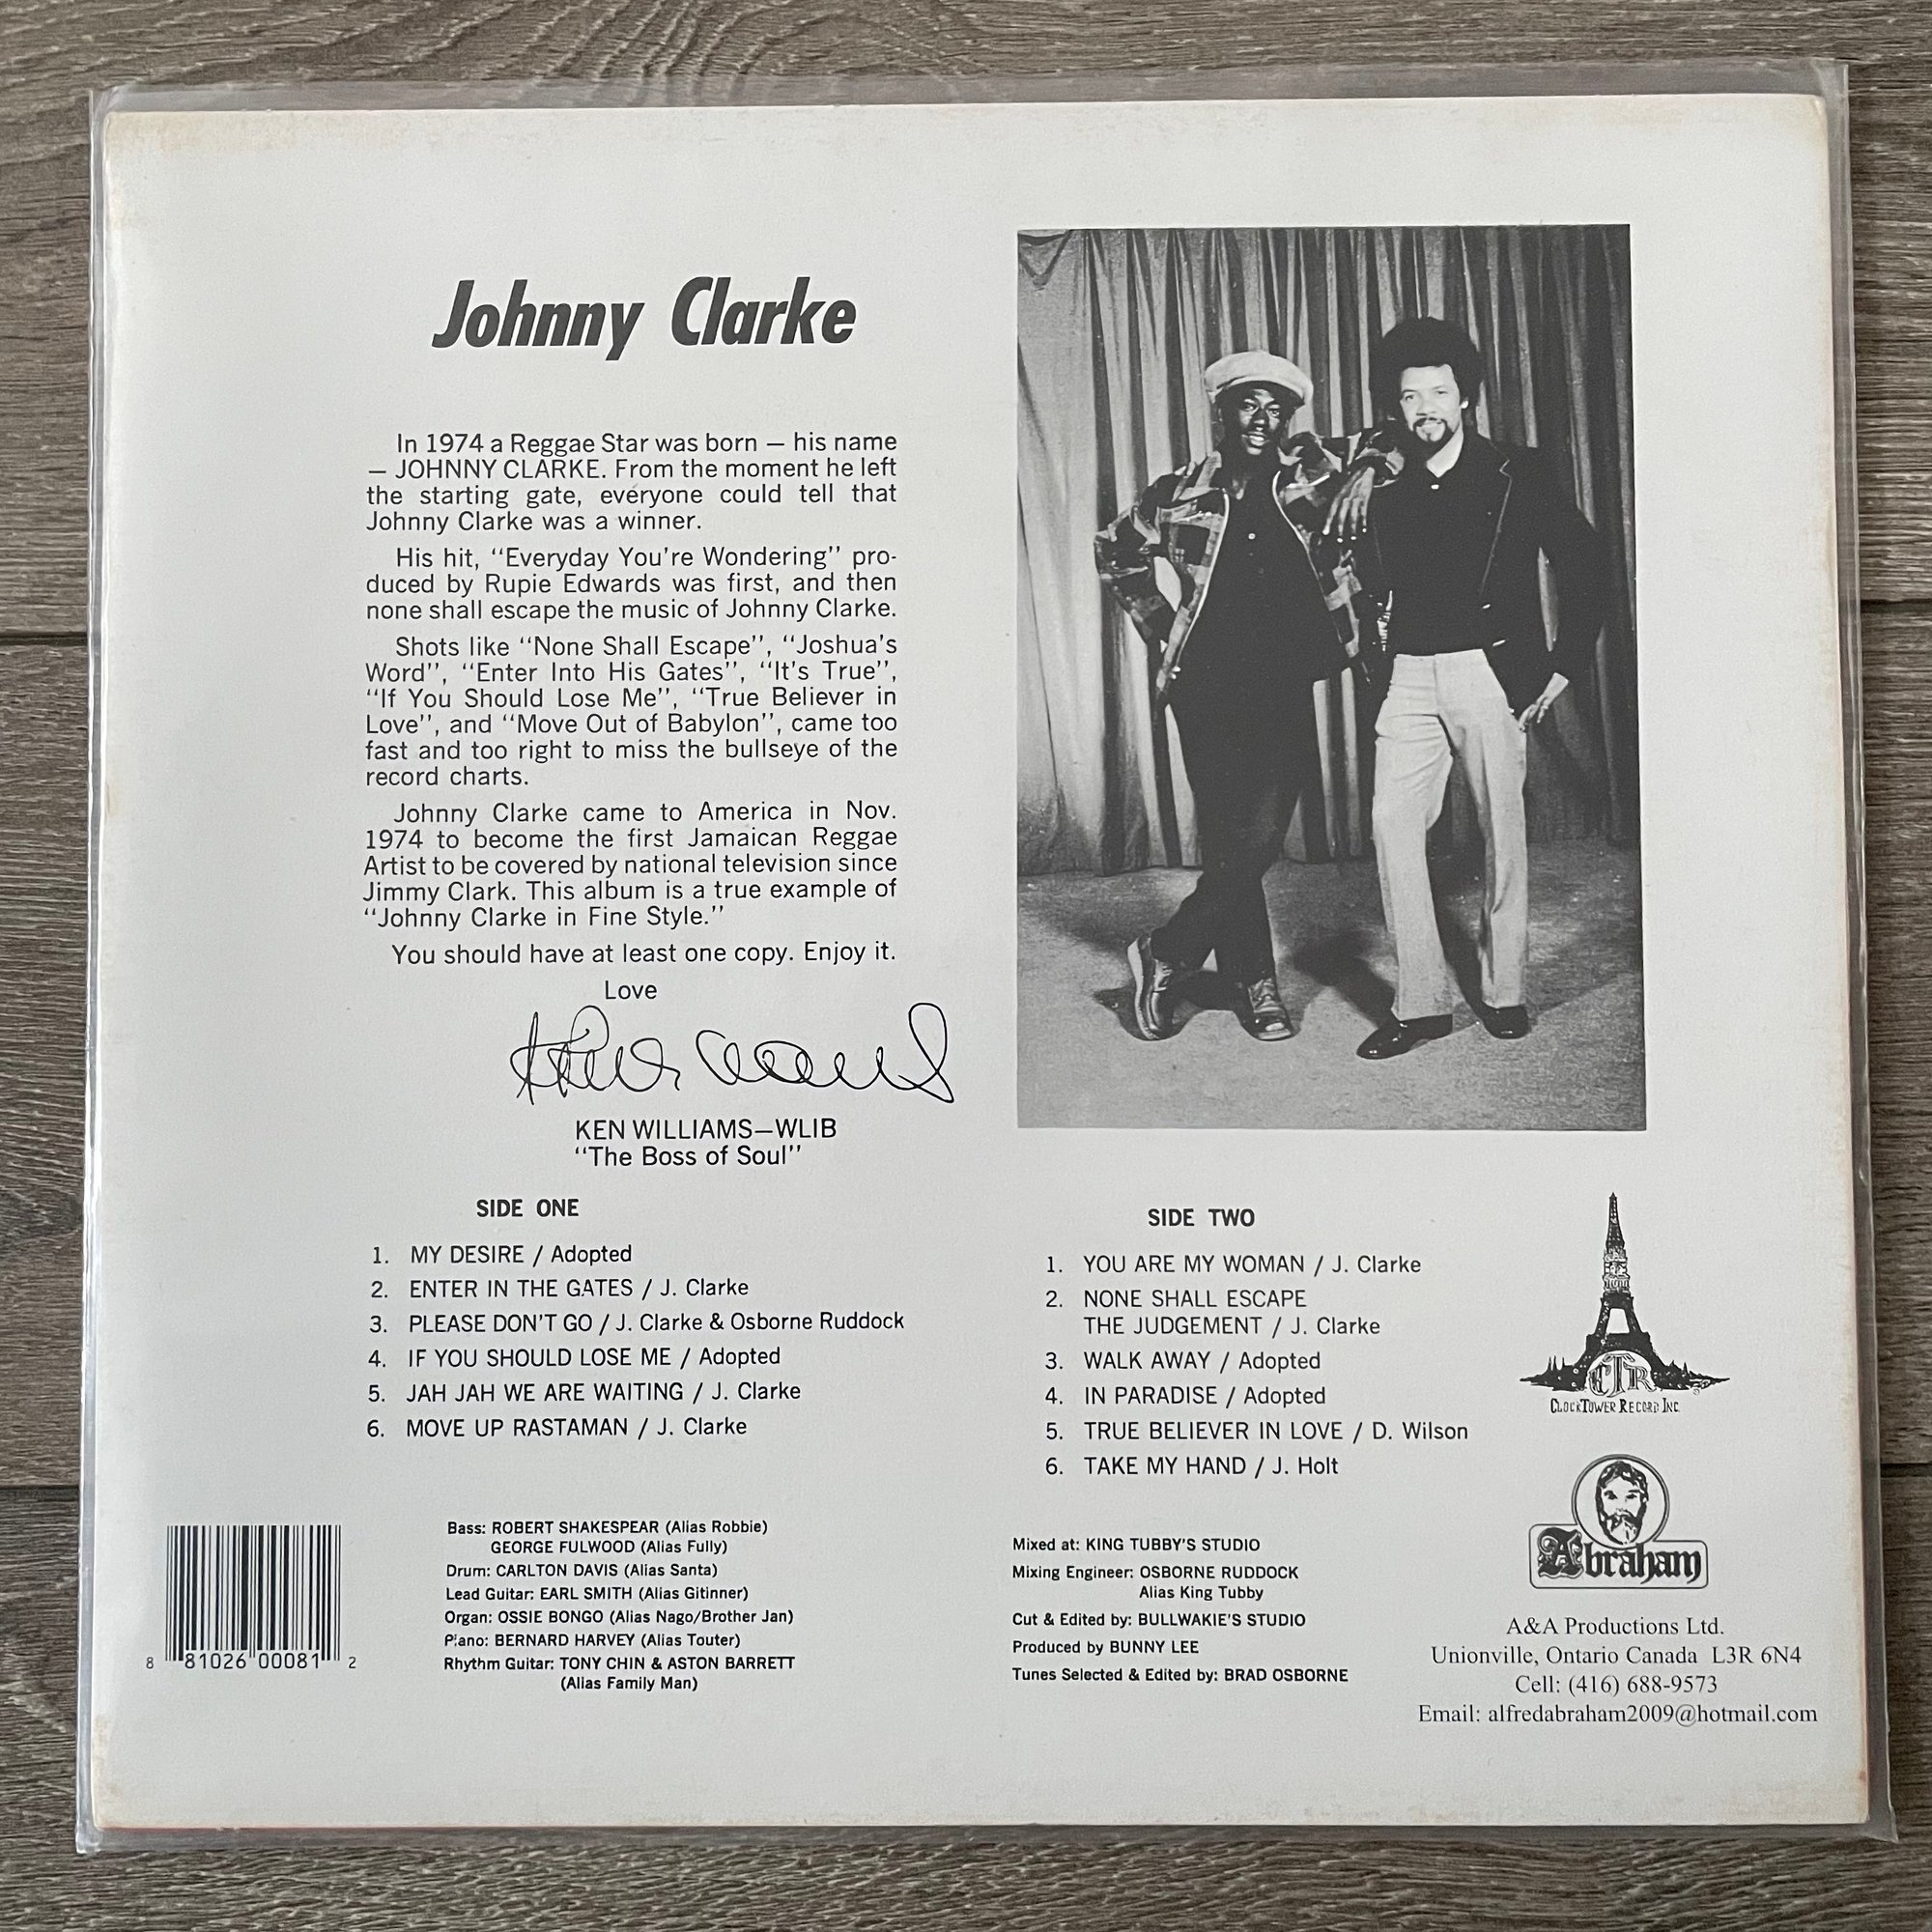 Johnny Clarke
In 1974 a Reggae Star was born — his name
— JOHNNY CLARKE. From the moment he left
the starting gate, everyone could tell that
Johnny Clarke was a winner.
His hit, "Everyday You're Wondering" pro-
duced by Rupie Edwards was first, and then
none shall escape the music of Johnny Clarke.
Shots like "None Shall Escape", "Joshua's
Word", "Enter Into His Gates", "It's True",
"If You Should Lose Me", "True Believer in
Love", and "Move Out of Babylon", came too
fast and too right to miss the bullseye of the
record charts.
Johnny Clarke came to America in Nov.
1974 to become the first Jamaican Reggae
Artist to be covered by national television since
Jimmy Clark. This album is a true example of
"Johnny Clarke in Fine Style."
You should have at least one copy. Enjoy it.
Love
KEN WILLIAMS—WLIB
"The Boss of Soul"
SIDE ONE
1. MY DESIRE / Adopted
2. ENTER IN THE GATES / J. Clarke
3. PLEASE DON'T GO / J. Clarke & Osborne Ruddock
4. IF YOU SHOULD LOSE ME / Adopted
5. JAH JAH WE ARE WAITING / J. Clarke
6. MOVE UP RASTAMAN / J. Clarke
SIDE TWO
1. YOU ARE MY WOMAN / J. Clarke
2. NONE SHALL ESCAPE
THE JUDGEMENT / J. Clarke
3. WALK AWAY / Adopted
4. IN PARADISE / Adopted
5. TRUE BELIEVER IN LOVE / D. Wilson
6. TAKE MY HAND / J. Holt
CTR
CLOCKTOWER RECORD INC.
Abraham
8 81026 00081 2
Bass: ROBERT SHAKESPEAR (Alias Robbie)
GEORGE FULWOOD (Alias Fully)
Drum: CARLTON DAVIS (Alias Santa)
Lead Guitar: EARL SMITH (Alias Gitinner)
Organ: OSSIE BONGO (Alias Nago/Brother Jan)
Piano: BERNARD HARVEY (Alias Touter)
Rhythm Guitar: TONY CHIN & ASTON BARRETT
(Alias Family Man)
Mixed at: KING TUBBY'S STUDIO
Mixing Engineer: OSBORNE RUDDOCK
Alias King Tubby
Cut & Edited by: BULLWAKIE'S STUDIO
Produced by BUNNY LEE
Tunes Selected & Edited by: BRAD OSBORNE
A&A Productions Ltd.
Unionville, Ontario Canada L3R 6N4
Cell: (416) 688-9573
Email: alfredabraham2009@hotmail.com